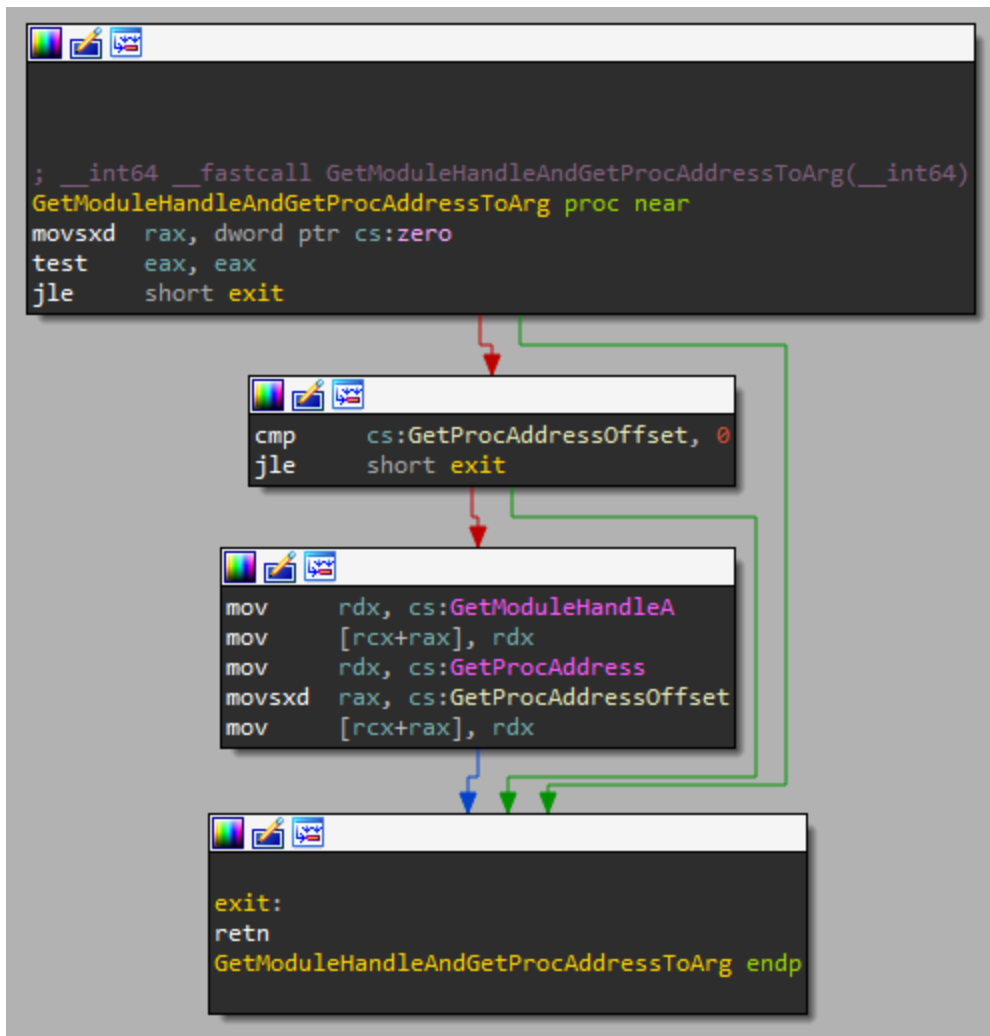 ; __int64 __fastcall GetModuleHandleAndGetProcAddressToArg(__int64)
GetModuleHandleAndGetProcAddressToArg proc near
movsxd rax, dword ptr cs:zero
test eax, eax
jle short exit
cmp cs:GetProcAddressOffset, 0
jle short exit
mov rdx, cs:GetModuleHandleA
mov [rcx+rax], rdx
mov rdx, cs:GetProcAddress
movsxd rax, cs:GetProcAddressOffset
mov [rcx+rax], rdx
exit:
retn
GetModuleHandleAndGetProcAddressToArg endp